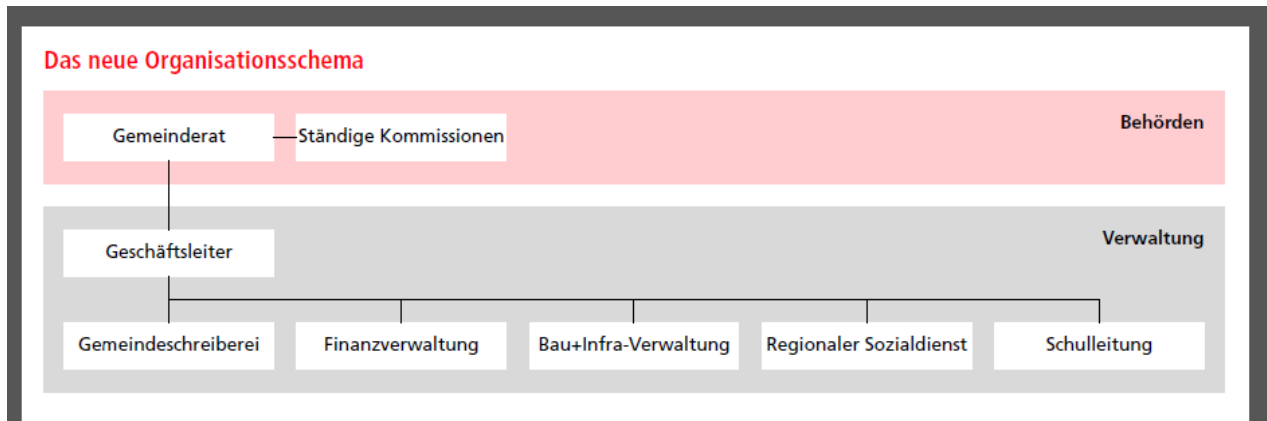 Das neue Organisationsschema
Behörden
Gemeinderat
Ständige Kommissionen
Verwaltung
Geschäftsleiter
Gemeindeschreiberei
Finanzverwaltung
Bau+Infra-Verwaltung
Regionaler Sozialdienst
Schulleitung